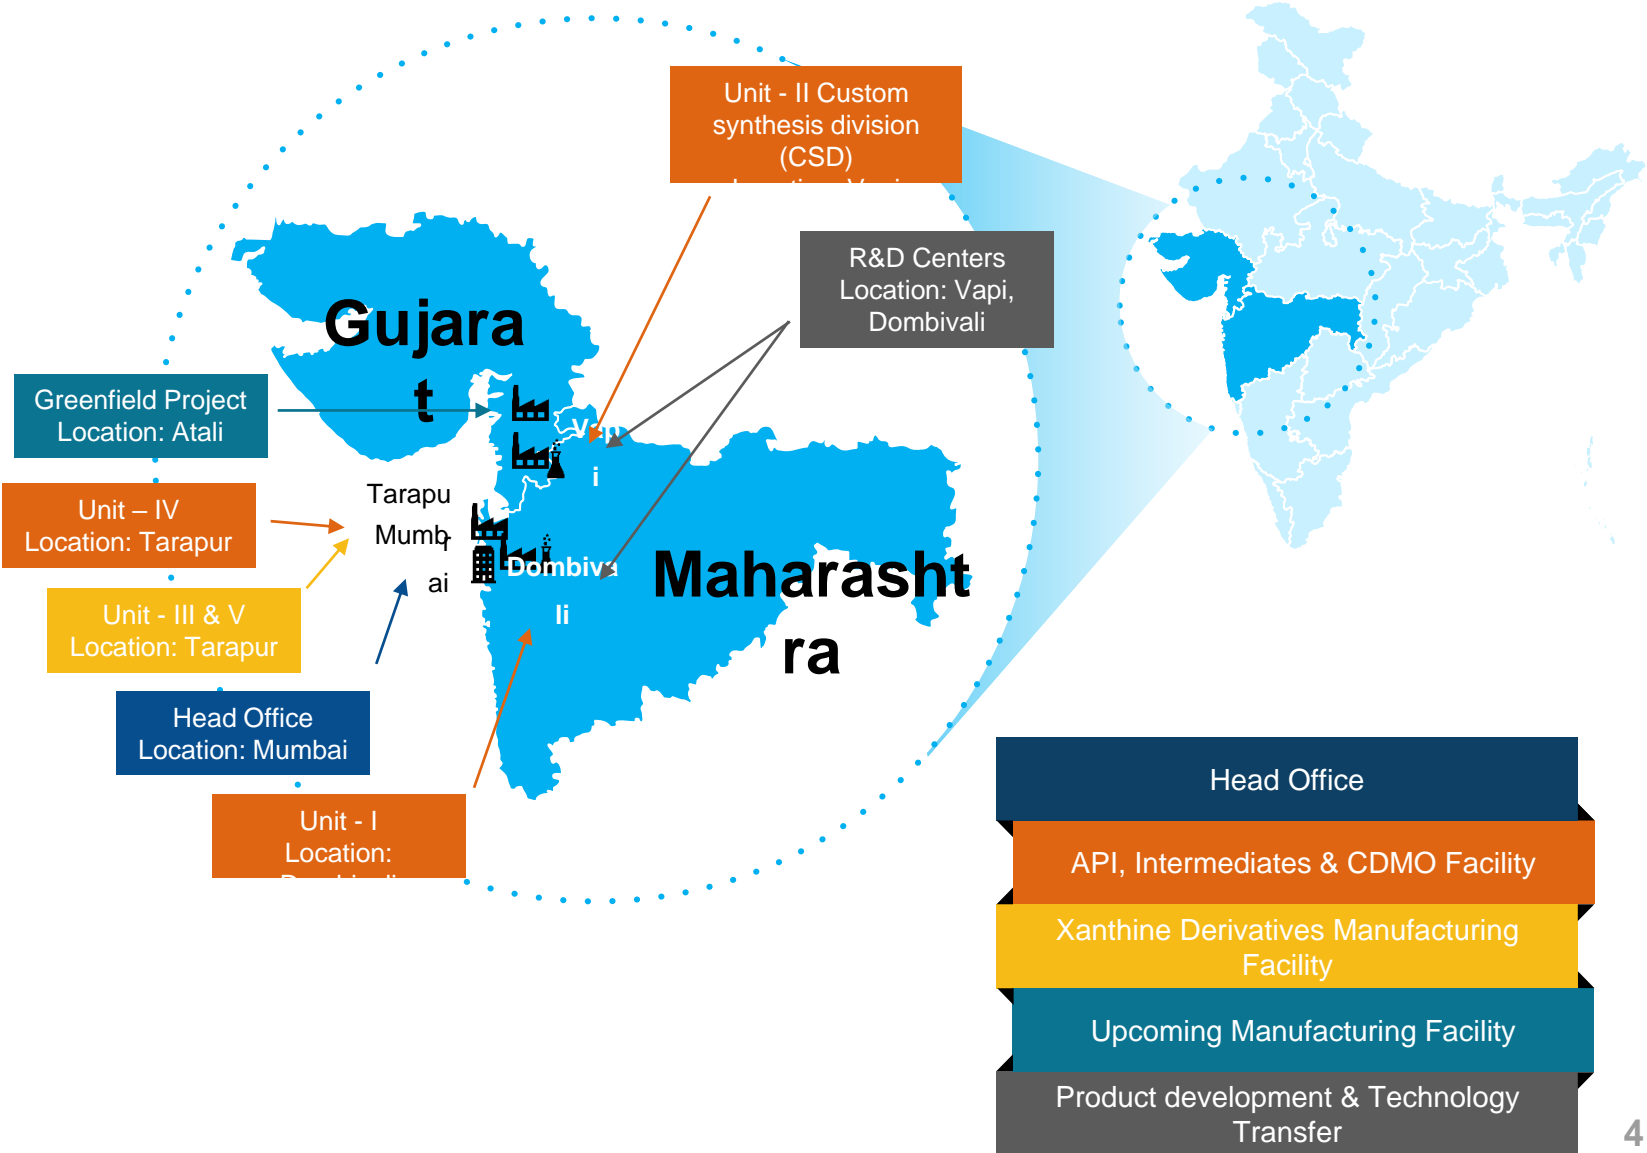 Unit - II Custom
synthesis division
(CSD)
R&D Centers
Location: Vapi,
Dombivali
Gujara
t
Greenfield Project
Location: Atali
Vap
i
Tarapu
r
Unit – IV
Location: Tarapur
Mumb
ai
Dombiva
li
Maharasht
ra
Unit - III & V
Location: Tarapur
Head Office
Location: Mumbai
Unit - I
Location:
Head Office
API, Intermediates & CDMO Facility
Xanthine Derivatives Manufacturing
Facility
Upcoming Manufacturing Facility
Product development & Technology
Transfer
4